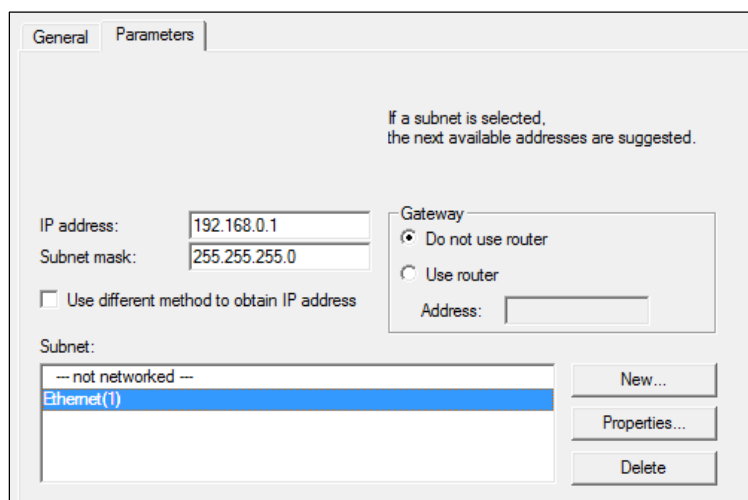 General
Parameters
If a subnet is selected,
the next available addresses are suggested.
IP address:
192.168.0.1
Subnet mask:
255.255.255.0
Use different method to obtain IP address
Gateway
Do not use router
Use router
Address:
Subnet:
--- not networked ---
Ethernet(1)
New...
Properties...
Delete